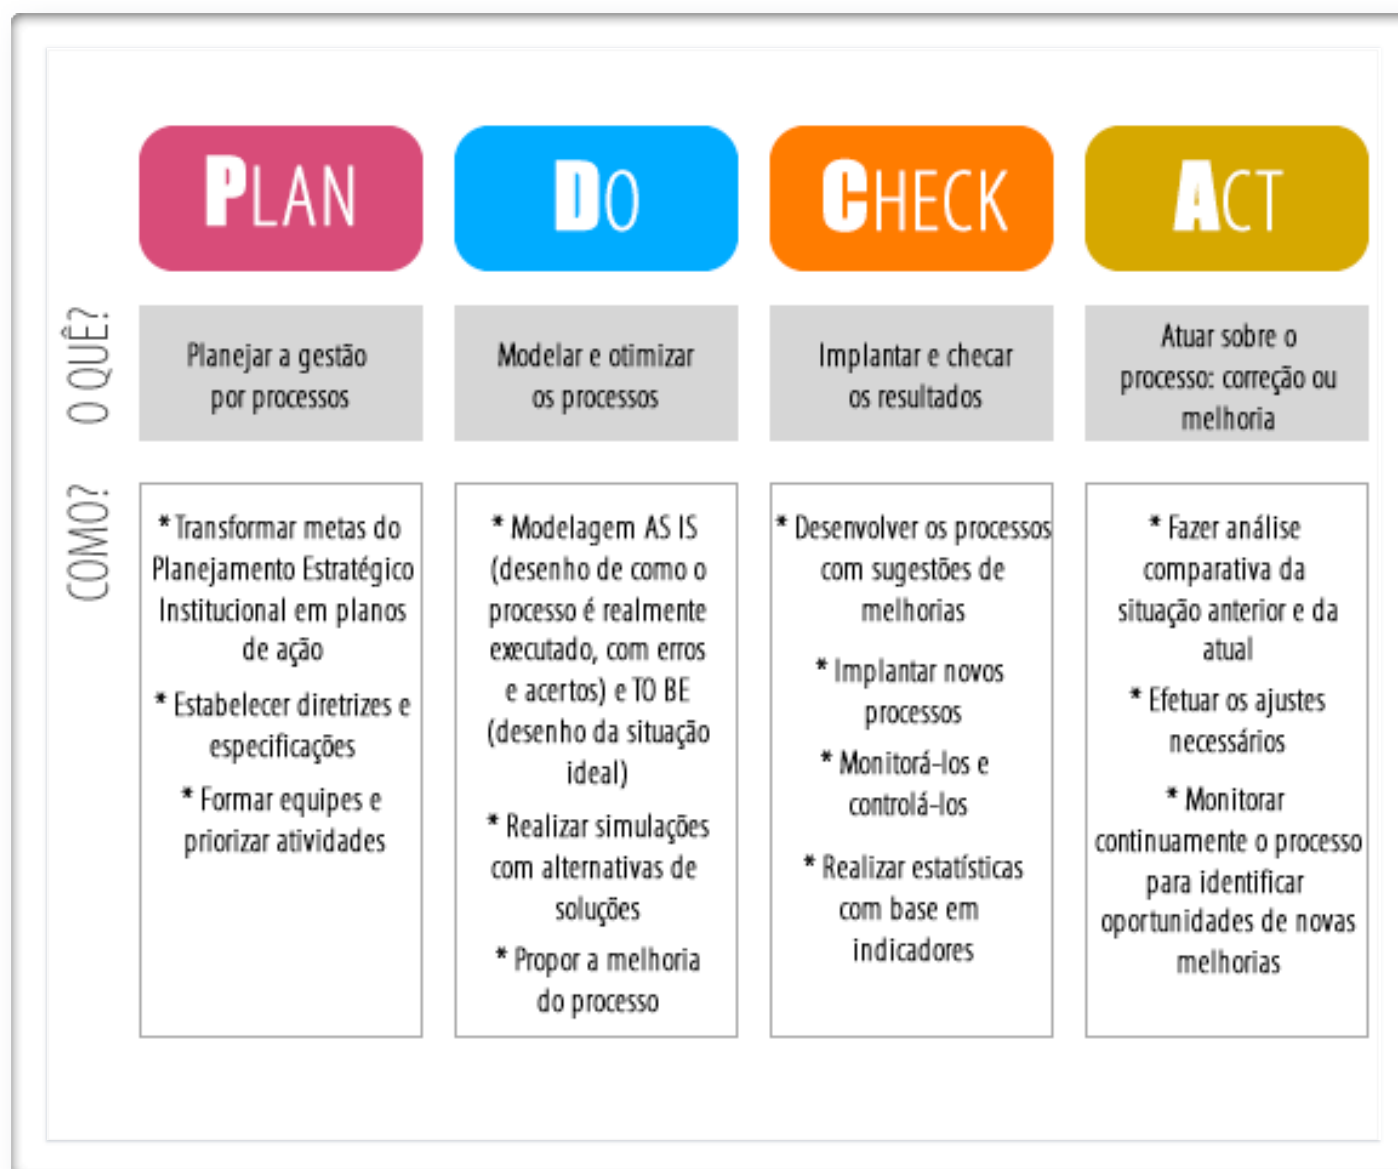 PLAN
DO
CHECK
ACT
O QUÊ?
Planejar a gestão
por processos
Modelar e otimizar
os processos
Implantar e checar
os resultados
Atuar sobre o
processo: correção ou
melhoria
COMO?
* Transformar metas do
Planejamento Estratégico
Institucional em planos
de ação
* Estabelecer diretrizes e
especificações
* Formar equipes e
priorizar atividades
* Modelagem AS IS
(desenho de como o
processo é realmente
executado, com erros
e acertos) e TO BE
(desenho da situação
ideal)
* Realizar simulações
com alternativas de
soluções
* Propor a melhoria
do processo
* Desenvolver os processos
com sugestões de
melhorias
* Implantar novos
processos
* Monitorá-los e
controlá-los
* Realizar estatísticas
com base em
indicadores
* Fazer análise
comparativa da
situação anterior e da
atual
* Efetuar os ajustes
necessários
* Monitorar
continuamente o processo
para identificar
oportunidades de novas
melhorias